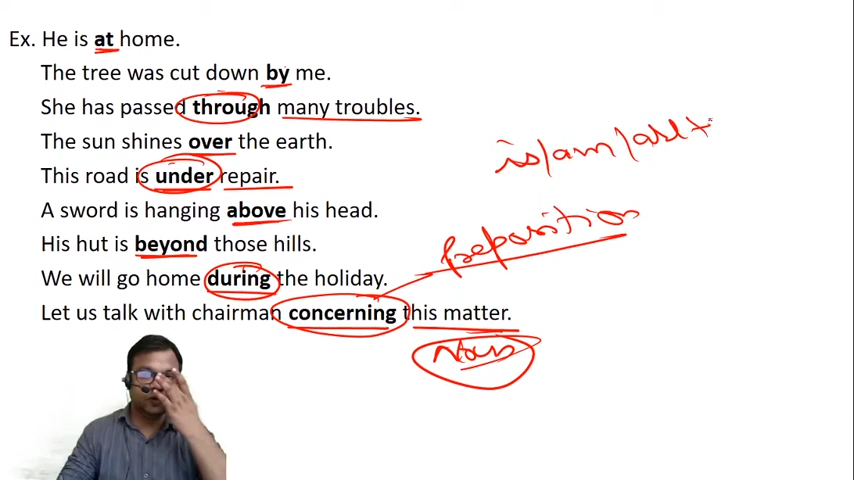 Ex. He is at home.
The tree was cut down by me.
She has passed through many troubles.
The sun shines over the earth.
This road is under repair.
A sword is hanging above his head.
His hut is beyond those hills.
We will go home during the holiday.
Let us talk with chairman concerning this matter.
is/am/are +
Preposition
Noun